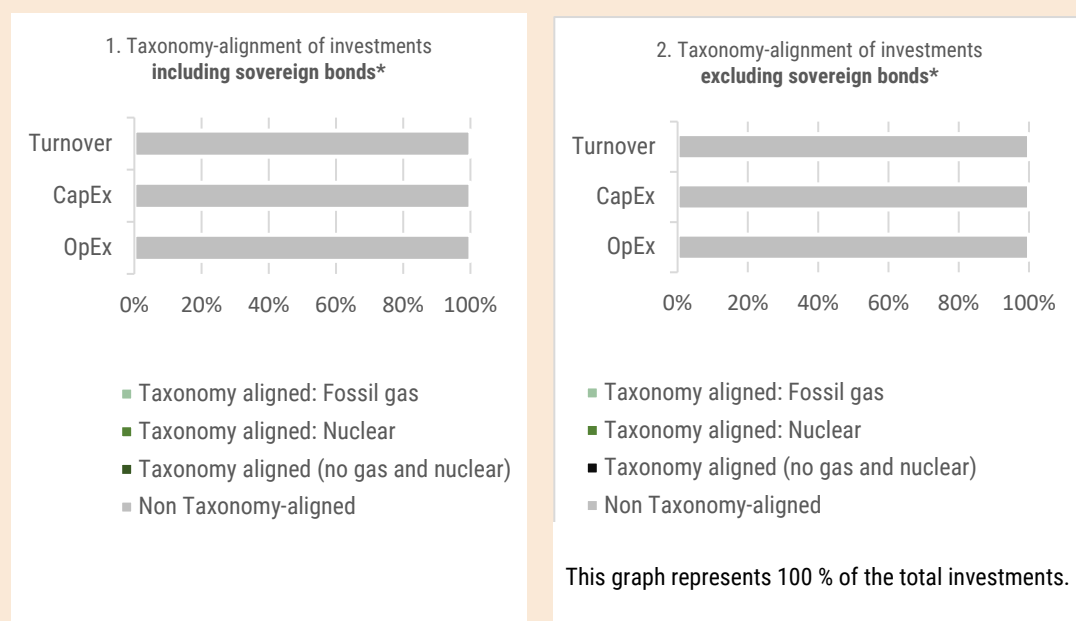 1. Taxonomy-alignment of investments
including sovereign bonds*
Turnover
CapEx
OpEx
0% 20% 40% 60% 80% 100%
Taxonomy aligned: Fossil gas
Taxonomy aligned: Nuclear
Taxonomy aligned (no gas and nuclear)
Non Taxonomy-aligned
2. Taxonomy-alignment of investments
excluding sovereign bonds*
Turnover
CapEx
OpEx
0% 20% 40% 60% 80% 100%
Taxonomy aligned: Fossil gas
Taxonomy aligned: Nuclear
Taxonomy aligned (no gas and nuclear)
Non Taxonomy-aligned
This graph represents 100 % of the total investments.